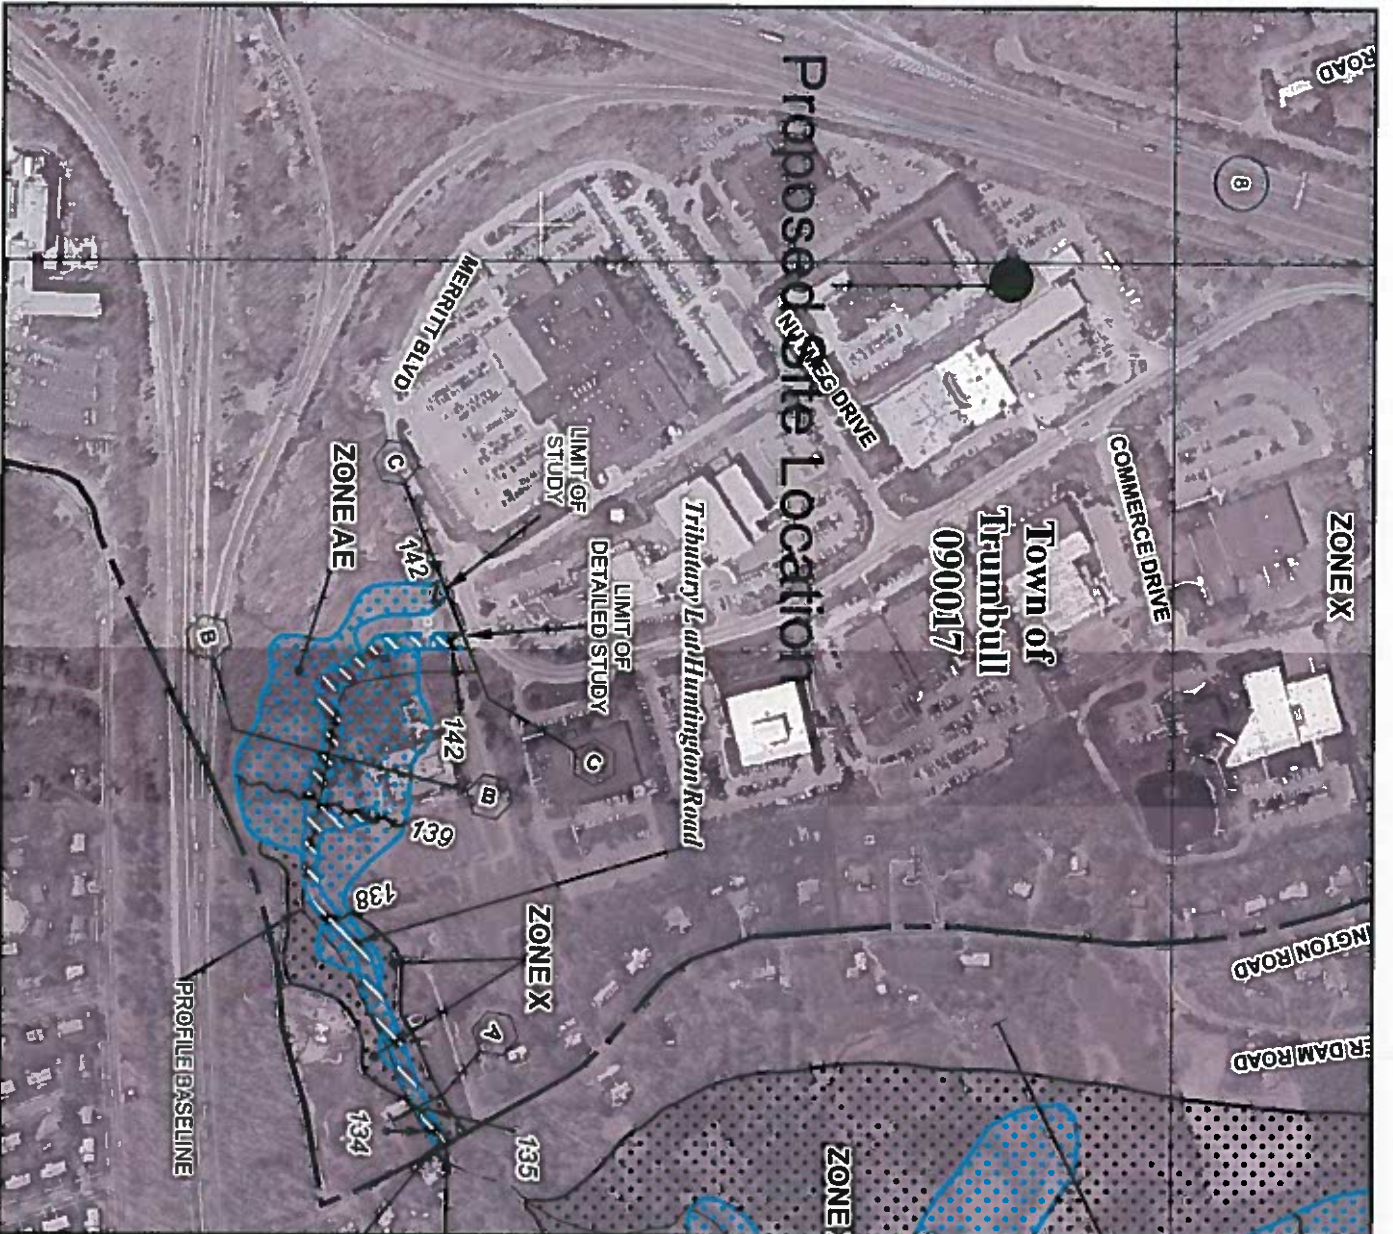 ROAD
8
Proposed Site Location
NUTMEG DRIVE
MERRITT BLVD
COMMERCE DRIVE
ZONE X
Town of
Trumbull
090017
LIMIT OF
STUDY
C
ZONE AE
142
LIMIT OF
DETAILED STUDY
Tributary L at Huntington Road
B
142
C
B
139
138
ZONE X
A
INGTON ROAD
ER DAM ROAD
PROFILE BASELINE
134
135
ZONE